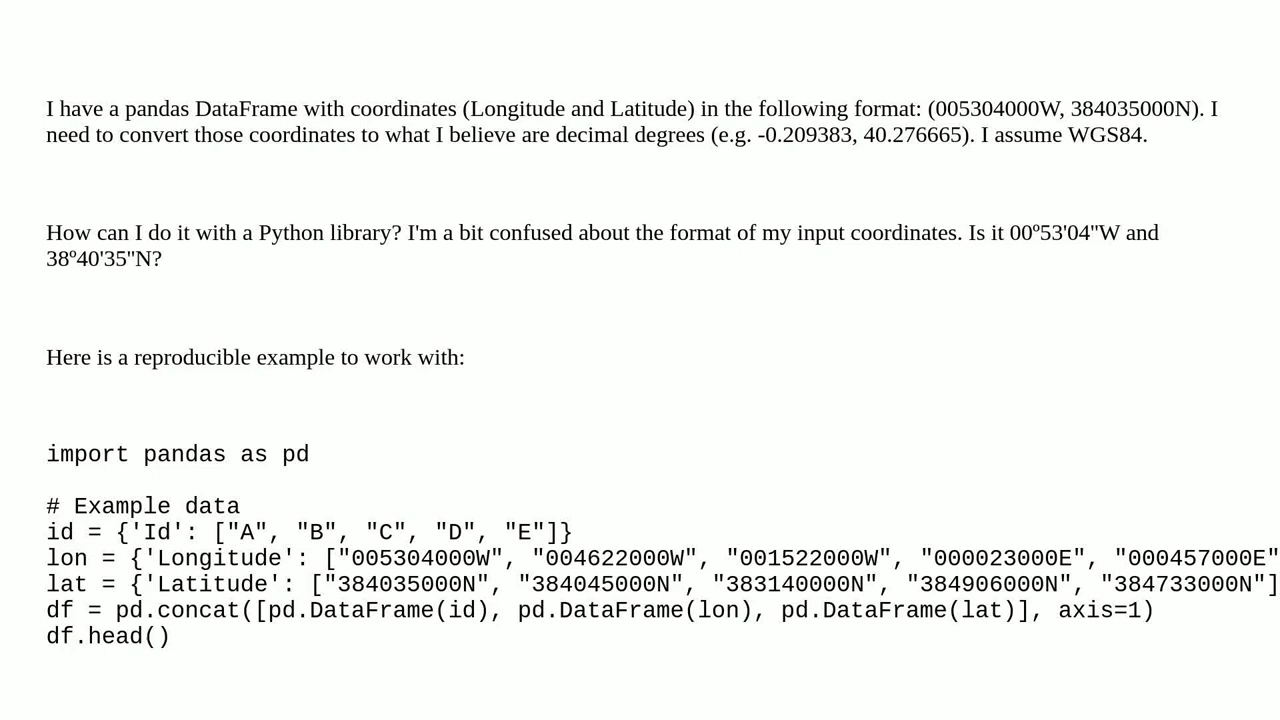 I have a pandas DataFrame with coordinates (Longitude and Latitude) in the following format: (005304000W, 384035000N). I
need to convert those coordinates to what I believe are decimal degrees (e.g. -0.209383, 40.276665). I assume WGS84.
How can I do it with a Python library? I'm a bit confused about the format of my input coordinates. Is it 00º53'04"W and
38º40'35"N?
Here is a reproducible example to work with:
import pandas as pd
# Example data
id = {'Id': ["A", "B", "C", "D", "E"]}
lon = {'Longitude': ["005304000W", "004622000W", "001522000W", "000023000E", "000457000E"
lat = {'Latitude': ["384035000N", "384045000N", "383140000N", "384906000N", "384733000N"]
df = pd.concat([pd.DataFrame(id), pd.DataFrame(lon), pd.DataFrame(lat)], axis=1)
df.head()